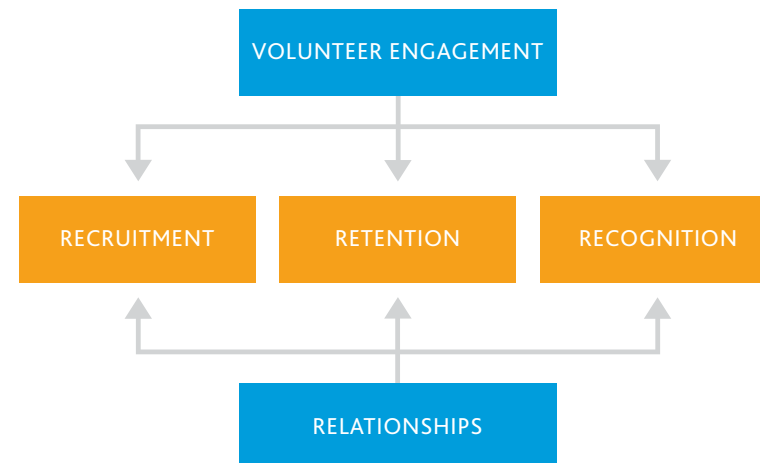 VOLUNTEER ENGAGEMENT
RECRUITMENT
RETENTION
RECOGNITION
RELATIONSHIPS